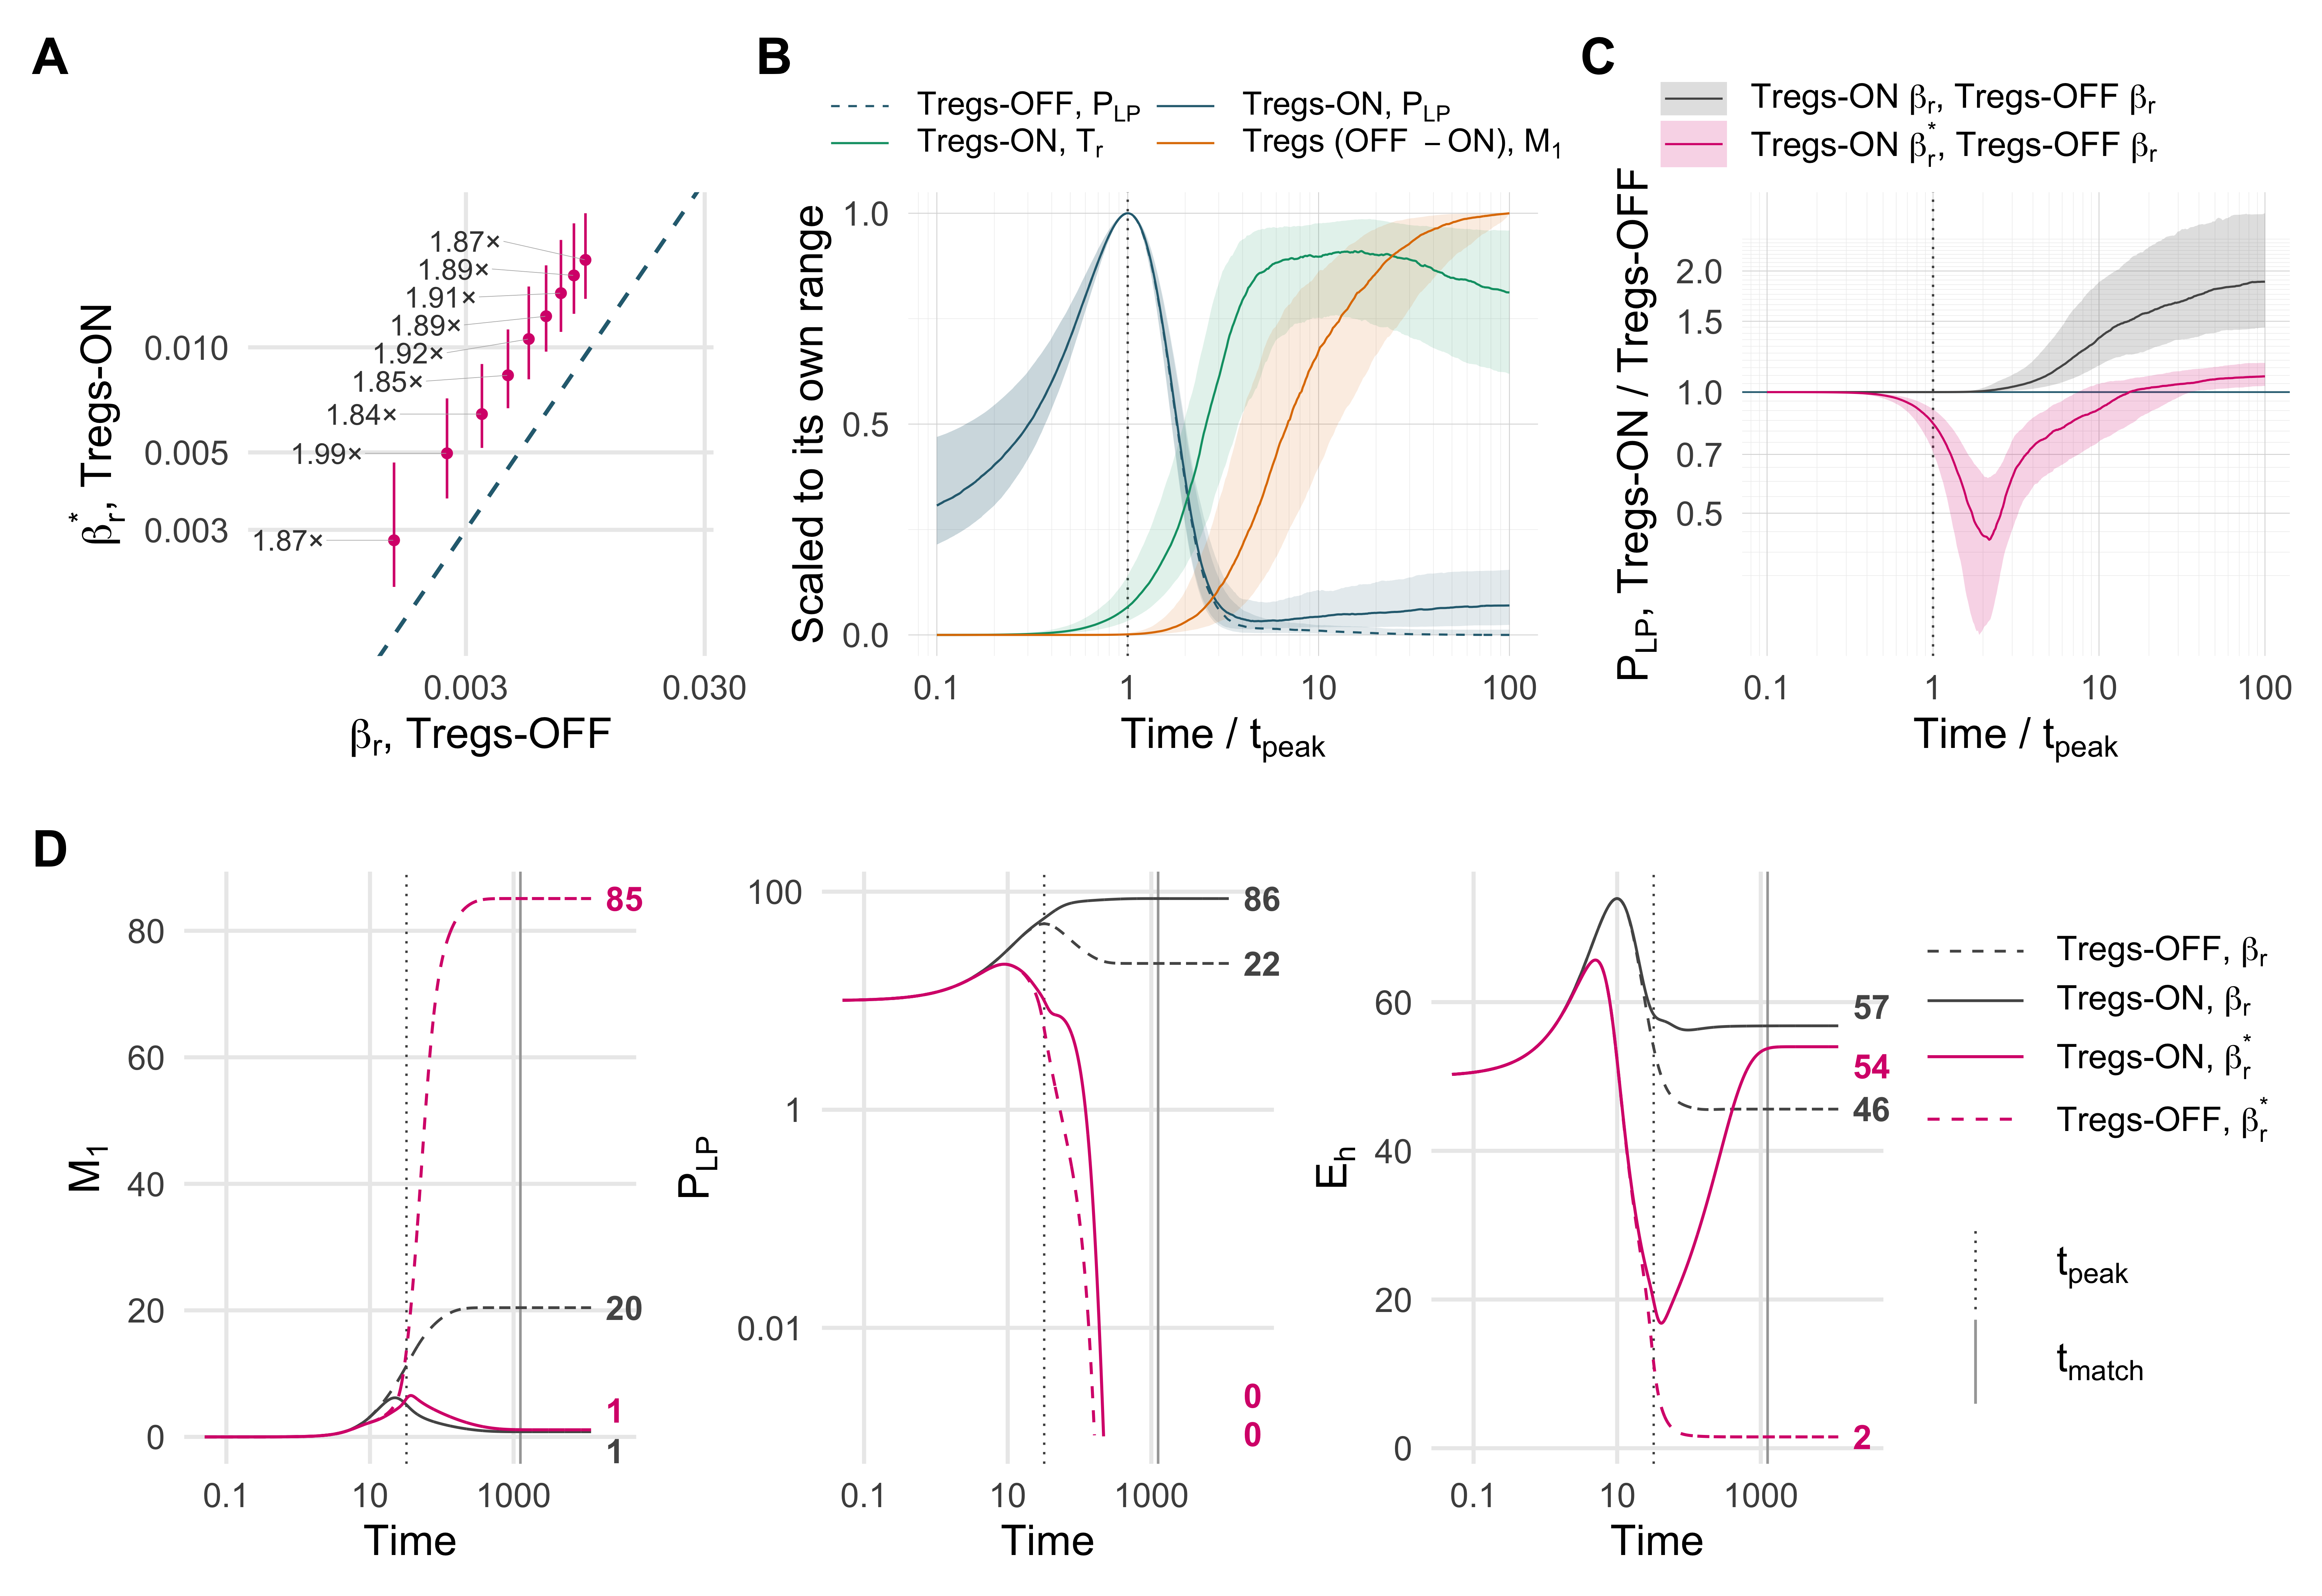 A
B
C
Tregs-OFF, P_LP
Tregs-ON, P_LP
Tregs-ON, T_r
Tregs (OFF – ON), M_1
Tregs-ON β_r, Tregs-OFF β_r
Tregs-ON β_r^*, Tregs-OFF β_r
β_r^*, Tregs-ON
0.010
0.005
0.003
1.87×
1.89×
1.91×
1.89×
1.92×
1.85×
1.84×
1.99×
1.87×
0.003
0.030
β_r, Tregs-OFF
Scaled to its own range
1.0
0.5
0.0
0.1
1
10
100
Time / t_peak
P_LP, Tregs-ON / Tregs-OFF
2.0
1.5
1.0
0.7
0.5
0.1
1
10
100
Time / t_peak
D
M_1
80
60
40
20
0
85
20
1
1
0.1
10
1000
Time
P_LP
100
1
0.01
86
22
0
0
0.1
10
1000
Time
E_h
60
40
20
0
57
54
46
2
0.1
10
1000
Time
Tregs-OFF, β_r
Tregs-ON, β_r
Tregs-ON, β_r^*
Tregs-OFF, β_r^*
t_peak
t_match